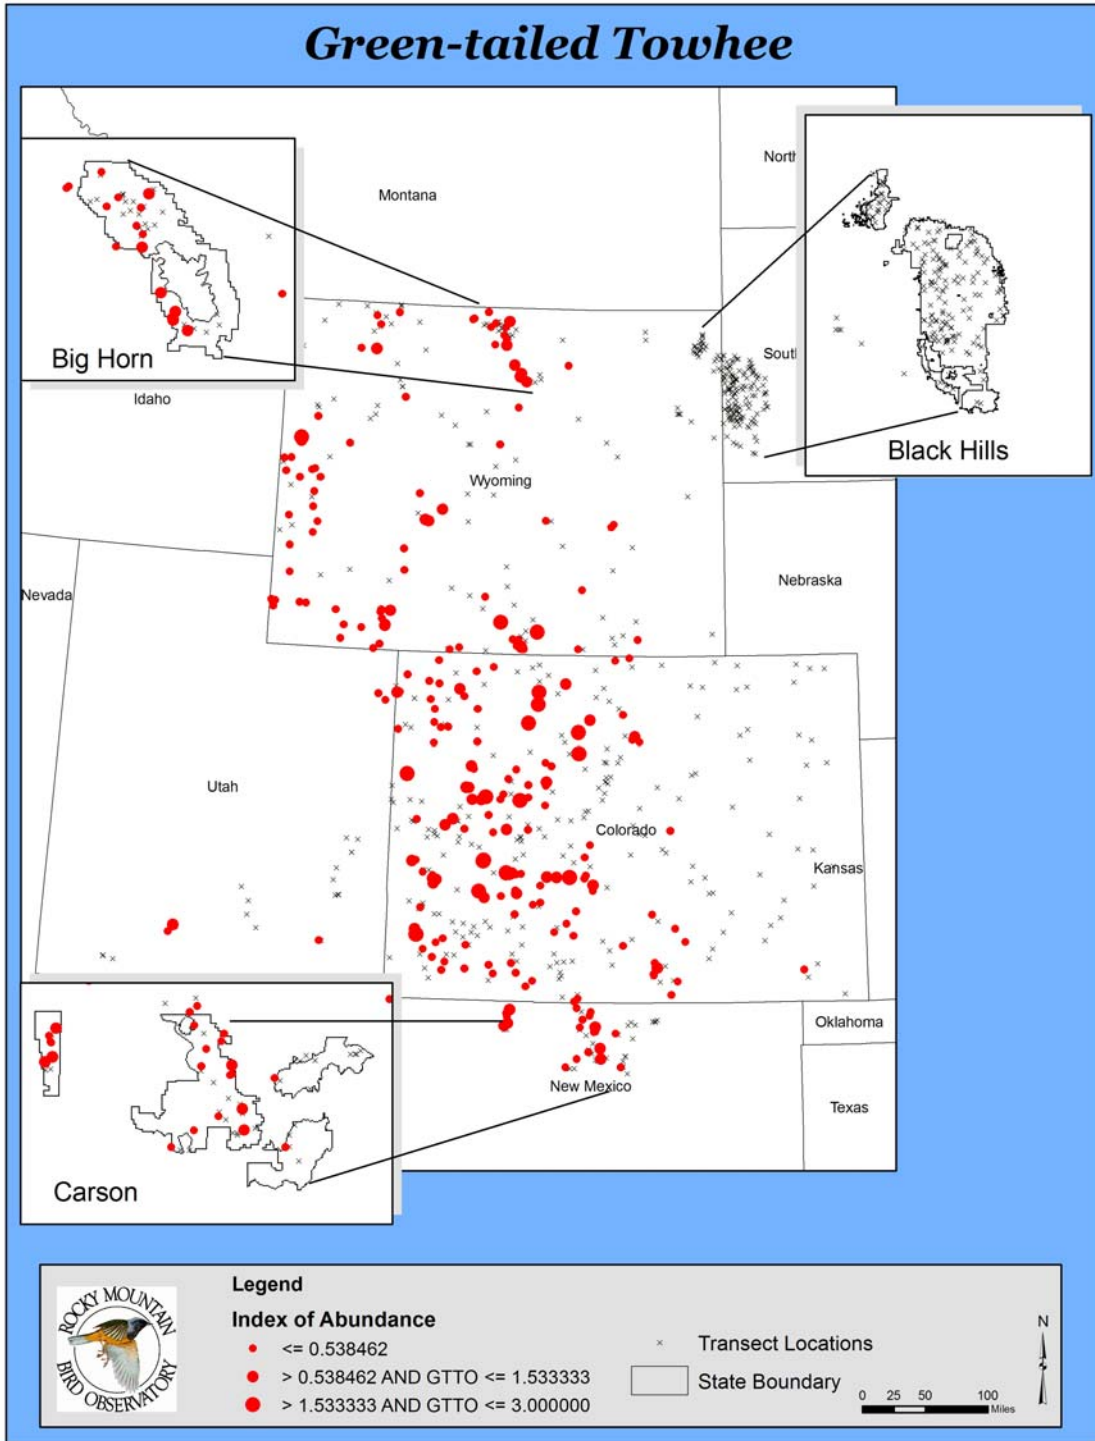 Green-tailed Towhee
Montana
North
Big Horn
Idaho
South
Black Hills
Wyoming
Nevada
Nebraska
Utah
Colorado
Kansas
Oklahoma
New Mexico
Texas
Carson
Legend
Index of Abundance
<= 0.538462
> 0.538462 AND GTTO <= 1.533333
> 1.533333 AND GTTO <= 3.000000
Transect Locations
State Boundary
N
0 25 50 100
Miles
ROCKY MOUNTAIN
BIRD OBSERVATORY